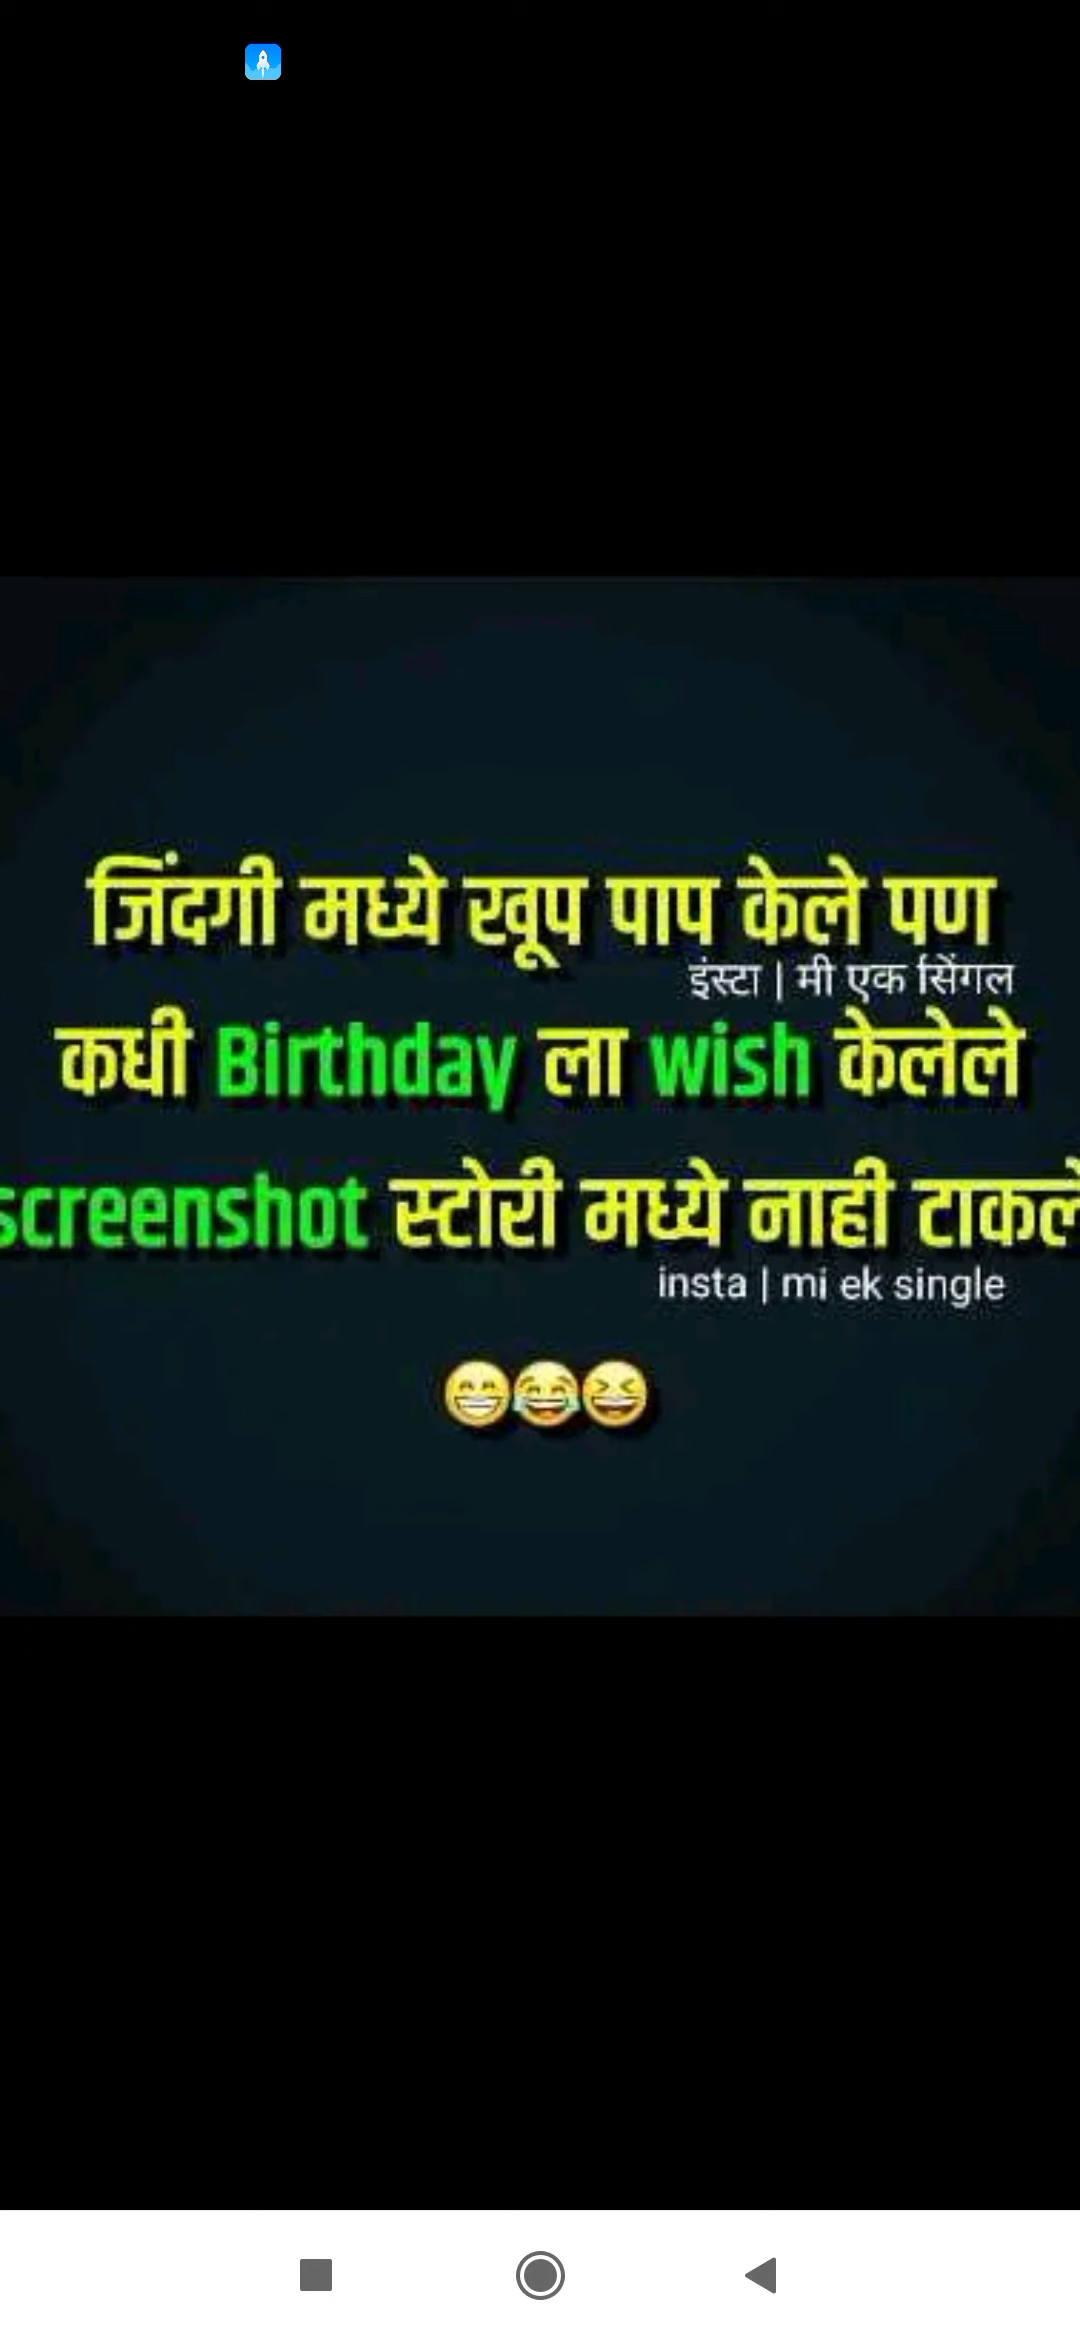 जिंदगी मध्ये खूप पाप केले पण
इंस्टा | मी एक सिंगल
कधी Birthday ला wish केलेले
screenshot स्टोरी मध्ये नाही टाकले
insta | mi ek single
😁😂😆